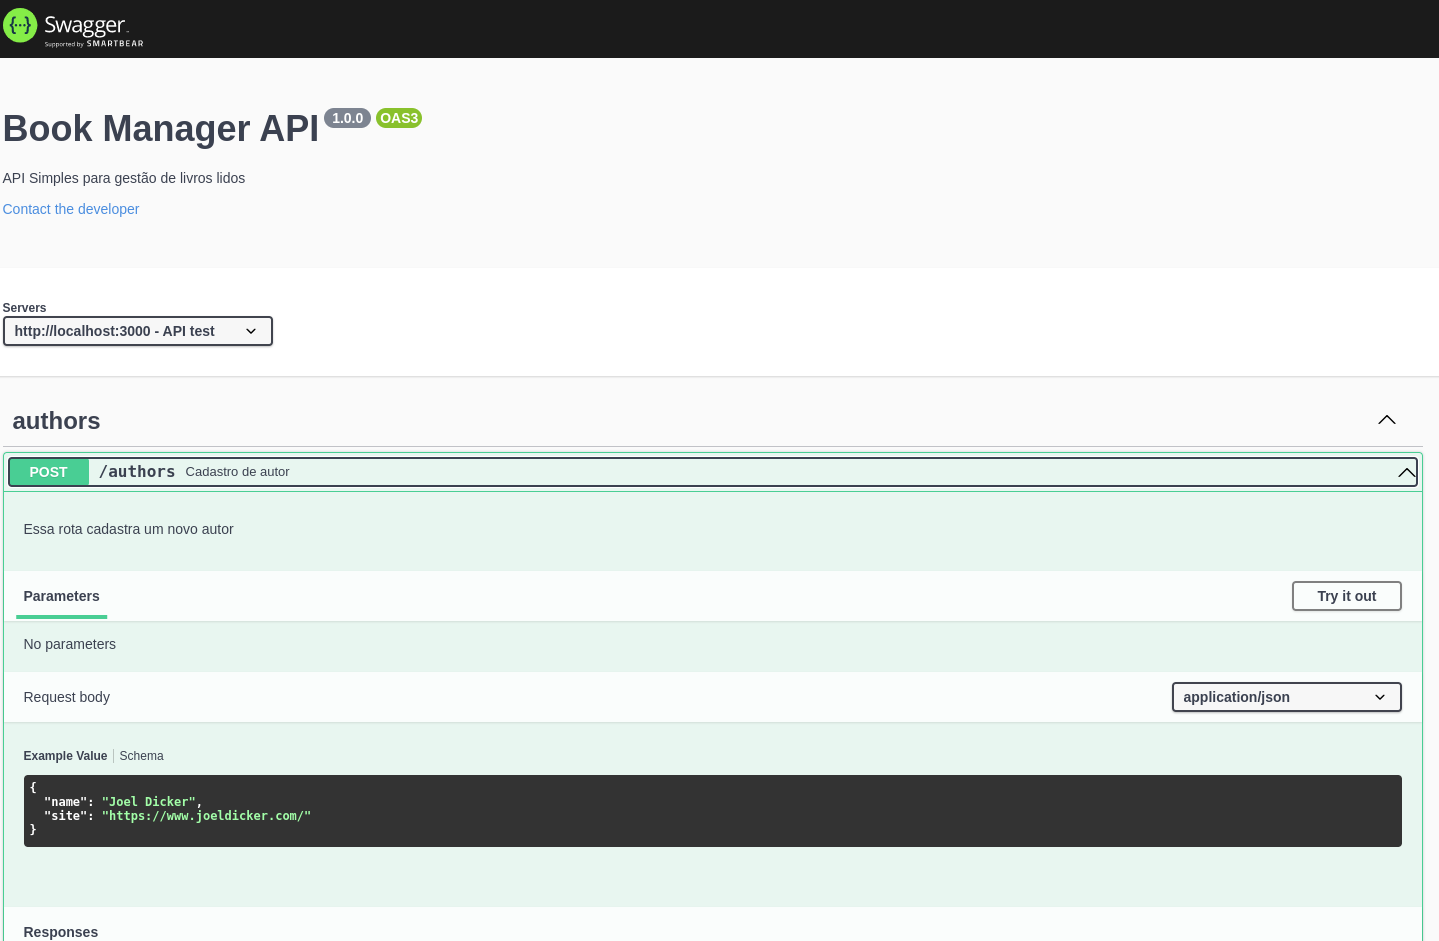 Swagger
Supported by SMARTBEAR
Book Manager API 1.0.0 OAS3
API Simples para gestão de livros lidos
Contact the developer
Servers
http://localhost:3000 - API test
authors
POST /authors Cadastro de autor
Essa rota cadastra um novo autor
Parameters Try it out
No parameters
Request body application/json
Example Value Schema
{
"name": "Joel Dicker",
"site": "https://www.joeldicker.com/"
}
Responses